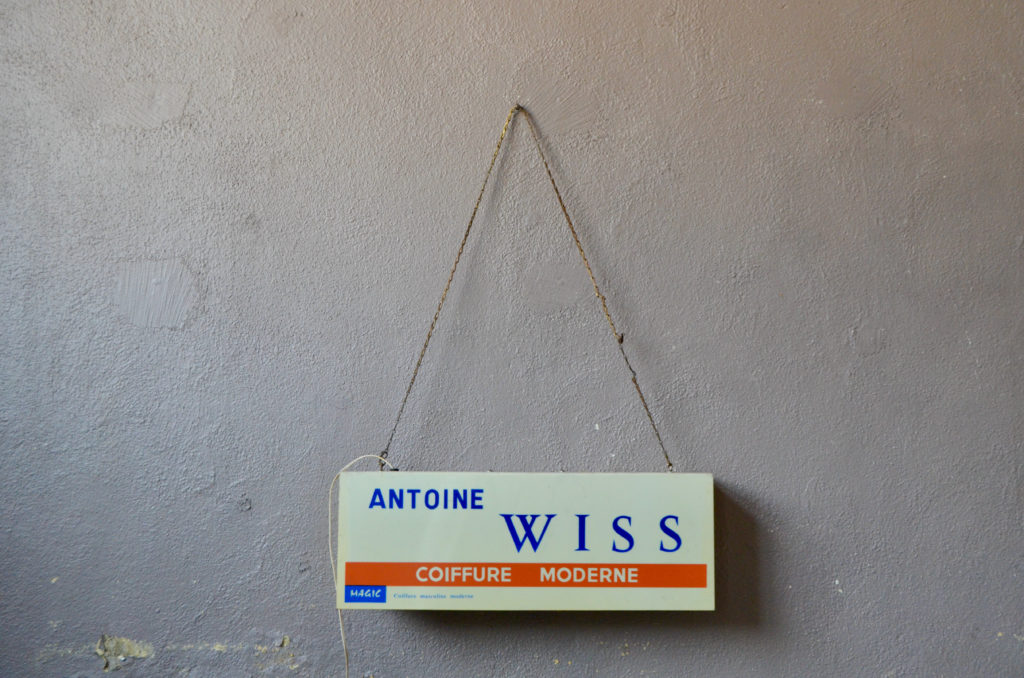 ANTOINE
WISS
COIFFURE MODERNE
MAGIC Coiffure masculine moderne